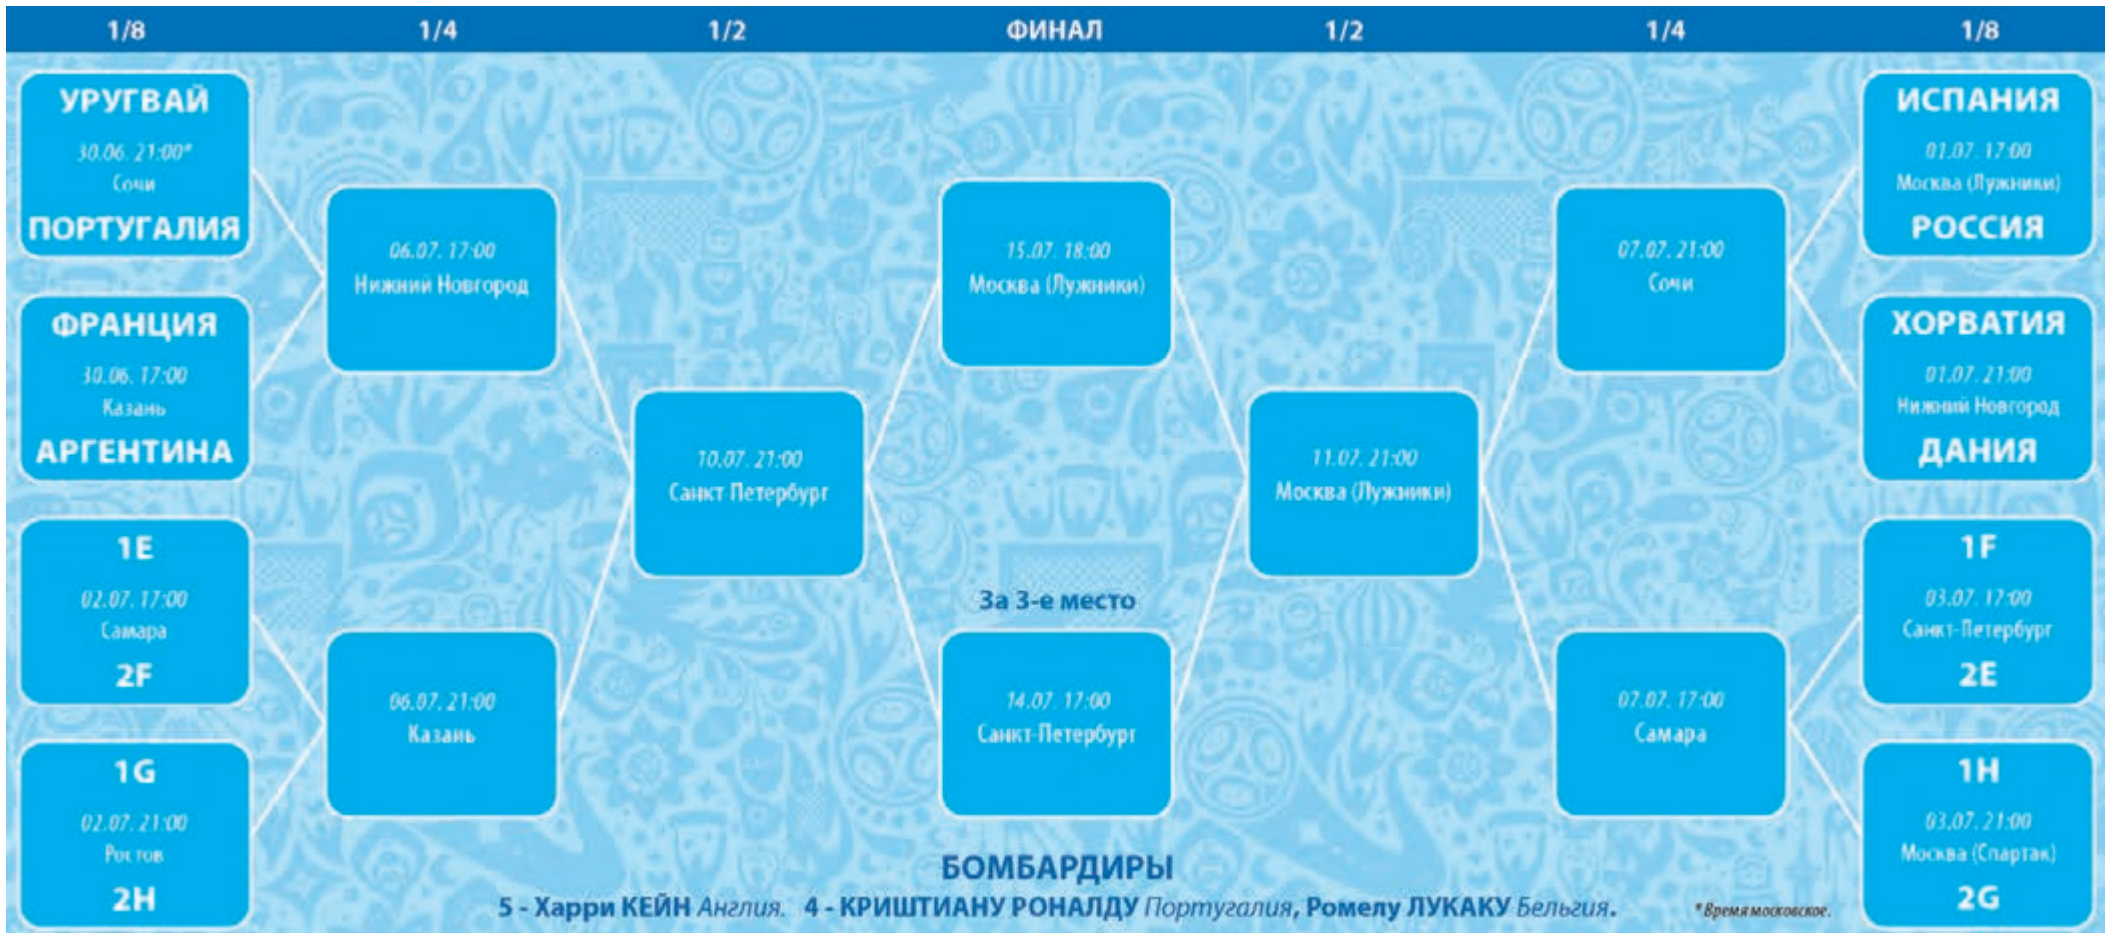 1/8 1/4 1/2 ФИНАЛ 1/2 1/4 1/8
УРУГВАЙ
30.06. 21:00*
Сочи
ПОРТУГАЛИЯ
ФРАНЦИЯ
30.06. 17:00
Казань
АРГЕНТИНА
1E
02.07. 17:00
Самара
2F
1G
02.07. 21:00
Ростов
2H
06.07. 17:00
Нижний Новгород
06.07. 21:00
Казань
10.07. 21:00
Санкт-Петербург
15.07. 18:00
Москва (Лужники)
За 3-е место
14.07. 17:00
Санкт-Петербург
11.07. 21:00
Москва (Лужники)
07.07. 21:00
Сочи
07.07. 17:00
Самара
ИСПАНИЯ
01.07. 17:00
Москва (Лужники)
РОССИЯ
ХОРВАТИЯ
01.07. 21:00
Нижний Новгород
ДАНИЯ
1F
03.07. 17:00
Санкт-Петербург
2E
1H
03.07. 21:00
Москва (Спартак)
2G
БОМБАРДИРЫ
5 - Харри КЕЙН Англия. 4 - КРИШТИАНУ РОНАЛДУ Португалия, Ромелу ЛУКАКУ Бельгия.
*Время московское.